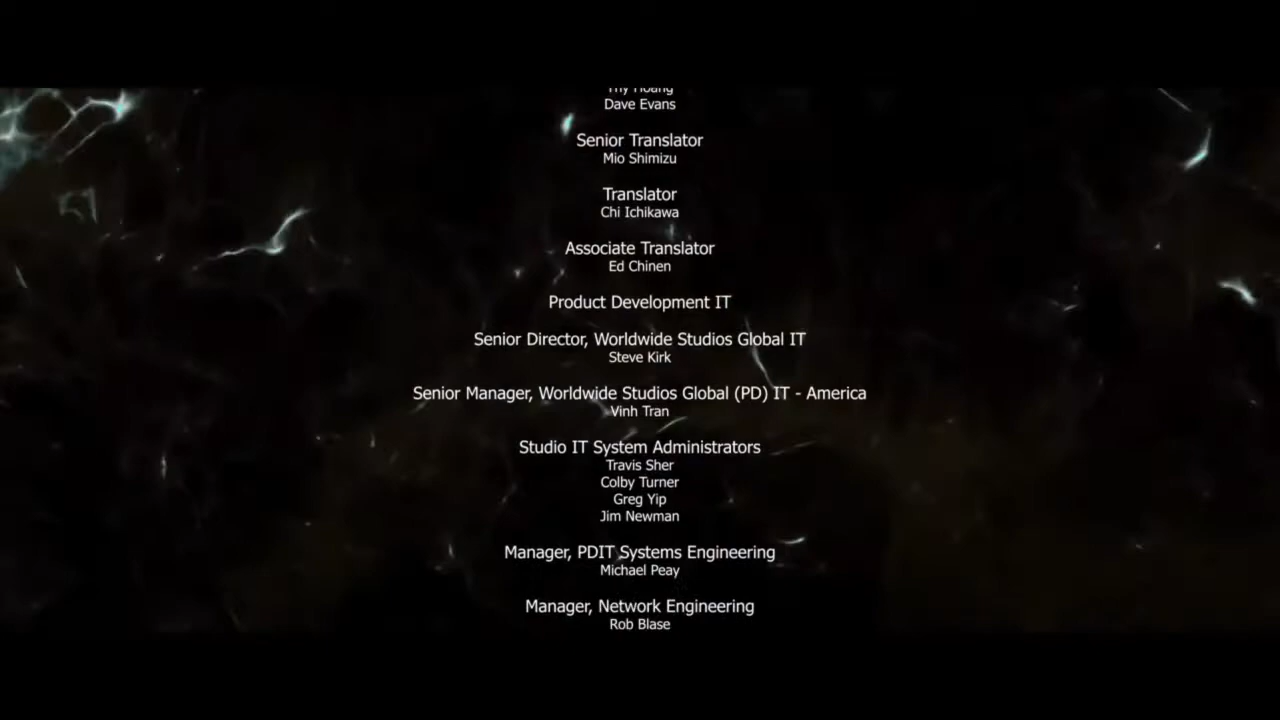 Dave Evans
Senior Translator
Mio Shimizu
Translator
Chi Ichikawa
Associate Translator
Ed Chinen
Product Development IT
Senior Director, Worldwide Studios Global IT
Steve Kirk
Senior Manager, Worldwide Studios Global (PD) IT - America
Vinh Tran
Studio IT System Administrators
Travis Sher
Colby Turner
Greg Yip
Jim Newman
Manager, PDIT Systems Engineering
Michael Peay
Manager, Network Engineering
Rob Blase